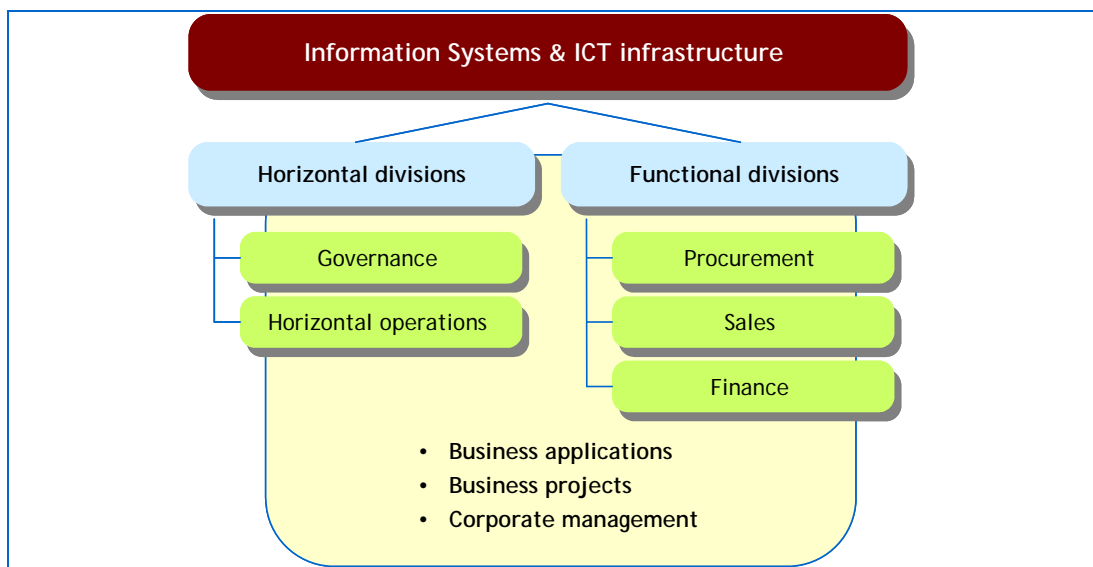 Information Systems & ICT infrastructure
Horizontal divisions
Functional divisions
Governance
Procurement
Horizontal operations
Sales
Finance
• Business applications
• Business projects
• Corporate management